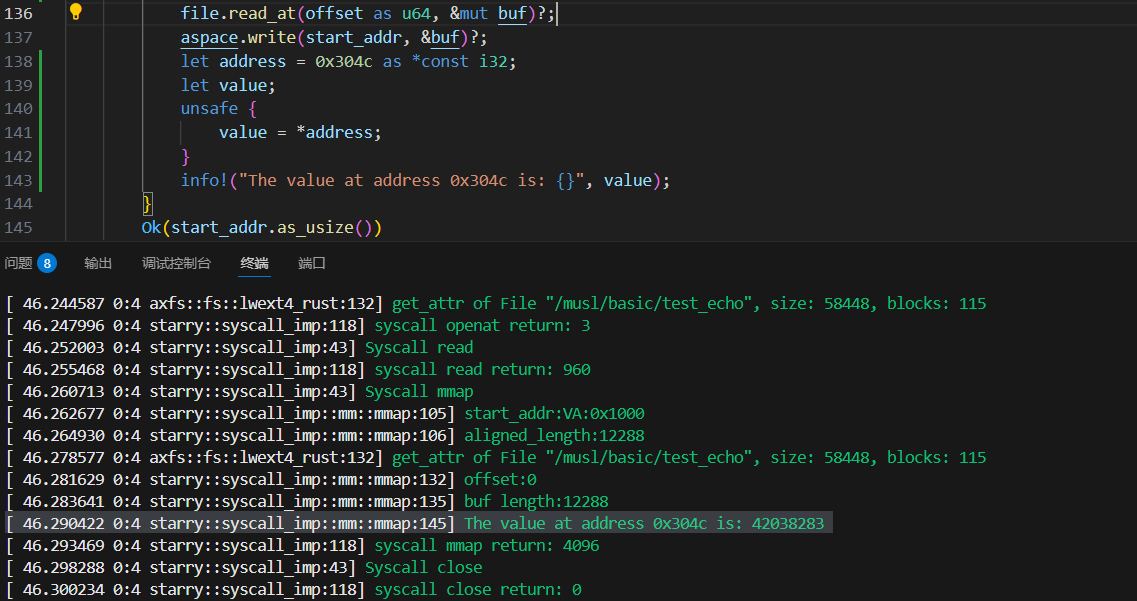 136 file.read_at(offset as u64, &mut buf)?;
137 aspace.write(start_addr, &buf)?;
138 let address = 0x304c as *const i32;
139 let value;
140 unsafe {
141 value = *address;
142 }
143 info!("The value at address 0x304c is: {}", value);
144 }
145 Ok(start_addr.as_usize())
问题 8 输出 调试控制台 终端 端口
[ 46.244587 0:4 axfs::fs::lwext4_rust:132] get_attr of File "/musl/basic/test_echo", size: 58448, blocks: 115
[ 46.247996 0:4 starry::syscall_imp:118] syscall openat return: 3
[ 46.252003 0:4 starry::syscall_imp:43] Syscall read
[ 46.255468 0:4 starry::syscall_imp:118] syscall read return: 960
[ 46.260713 0:4 starry::syscall_imp:43] Syscall mmap
[ 46.262677 0:4 starry::syscall_imp::mm::mmap:105] start_addr:VA:0x1000
[ 46.264930 0:4 starry::syscall_imp::mm::mmap:106] aligned_length:12288
[ 46.278577 0:4 axfs::fs::lwext4_rust:132] get_attr of File "/musl/basic/test_echo", size: 58448, blocks: 115
[ 46.281629 0:4 starry::syscall_imp::mm::mmap:132] offset:0
[ 46.283641 0:4 starry::syscall_imp::mm::mmap:135] buf length:12288
[ 46.290422 0:4 starry::syscall_imp::mm::mmap:145] The value at address 0x304c is: 42038283
[ 46.293469 0:4 starry::syscall_imp:118] syscall mmap return: 4096
[ 46.298288 0:4 starry::syscall_imp:43] Syscall close
[ 46.300234 0:4 starry::syscall_imp:118] syscall close return: 0